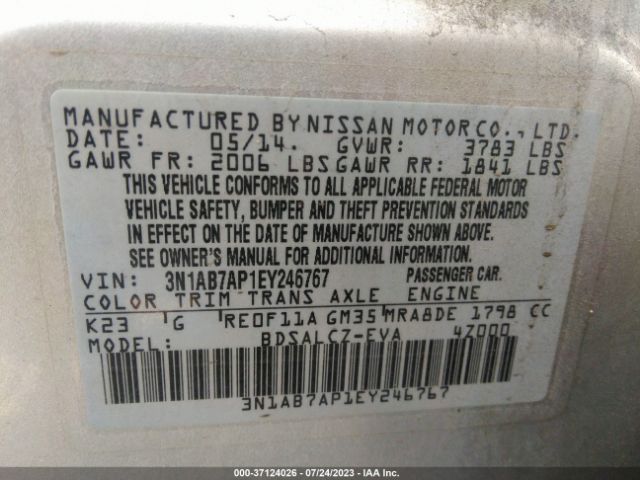 MANUFACTURED BY NISSAN MOTOR CO., LTD.
DATE: 05/14. GVWR: 3783 LBS
GAWR FR: 2006 LBS GAWR RR: 1841 LBS
THIS VEHICLE CONFORMS TO ALL APPLICABLE FEDERAL MOTOR
VEHICLE SAFETY, BUMPER AND THEFT PREVENTION STANDARDS
IN EFFECT ON THE DATE OF MANUFACTURE SHOWN ABOVE.
SEE OWNER'S MANUAL FOR ADDITIONAL INFORMATION.
VIN: 3N1AB7AP1EY246767 PASSENGER CAR.
COLOR TRIM TRANS AXLE ENGINE
K23 G RE0F11A GM35 MRA8DE 1798 CC
MODEL: BDSALCZ-EVA 4Z000
3N1AB7AP1EY246767
000-37124026 - 07/24/2023 - IAA Inc.